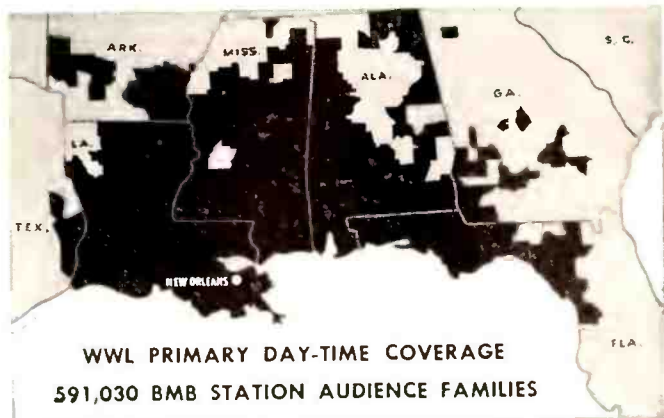 ARK.
MISS.
ALA.
GA.
S. C.
LA.
TEX.
NEW ORLEANS
FLA.
WWL PRIMARY DAY-TIME COVERAGE
591,030 BMB STATION AUDIENCE FAMILIES